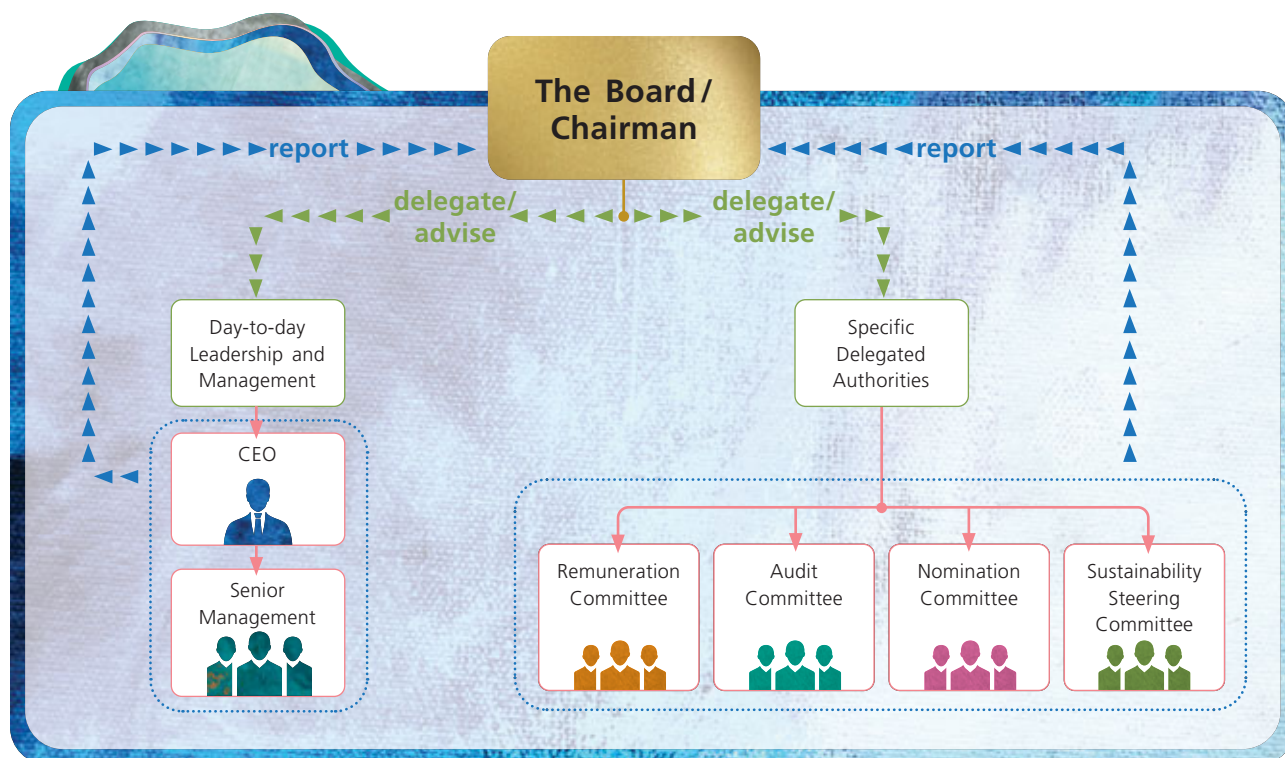 The Board /
Chairman
report
report
delegate/
advise
delegate/
advise
Day-to-day
Leadership and
Management
Specific
Delegated
Authorities
CEO
Senior
Management
Remuneration
Committee
Audit
Committee
Nomination
Committee
Sustainability
Steering
Committee